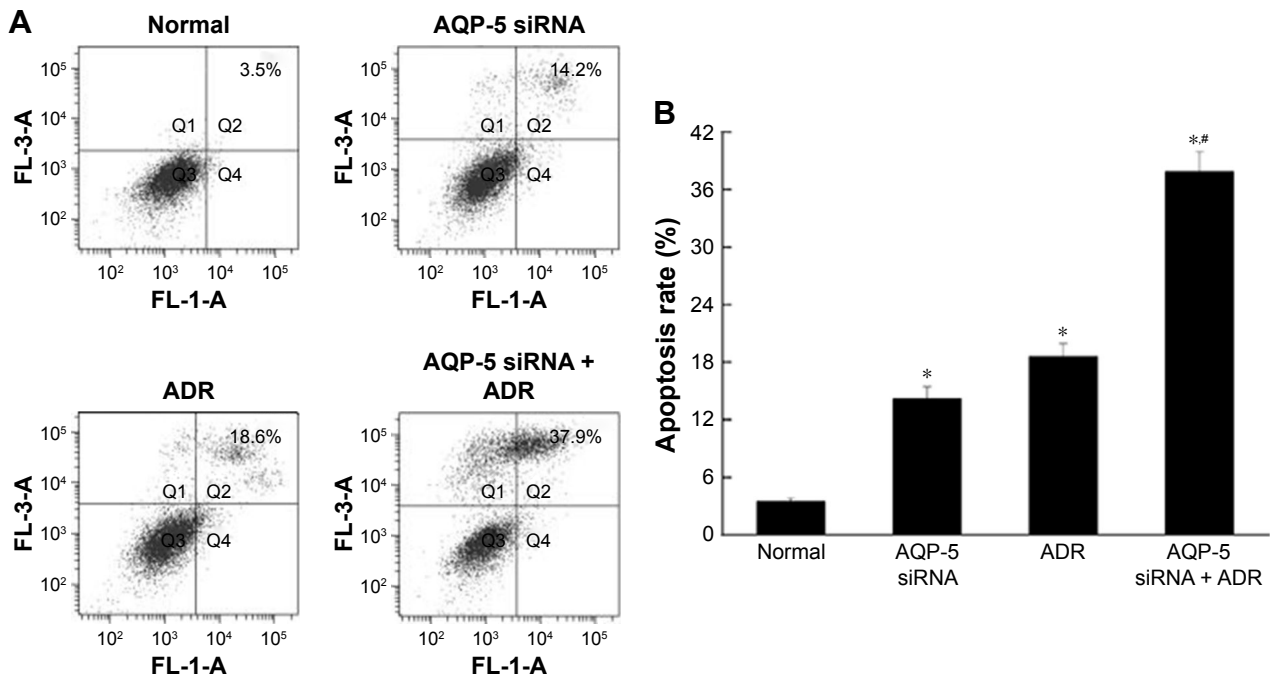 A
Normal
FL-3-A
10⁵
10⁴
10³
10²
3.5%
Q1 Q2
Q3 Q4
10² 10³ 10⁴ 10⁵
FL-1-A
AQP-5 siRNA
FL-3-A
10⁵
10⁴
10³
10²
14.2%
Q1 Q2
Q3 Q4
10² 10³ 10⁴ 10⁵
FL-1-A
ADR
FL-3-A
10⁵
10⁴
10³
10²
18.6%
Q1 Q2
Q3 Q4
10² 10³ 10⁴ 10⁵
FL-1-A
AQP-5 siRNA +
ADR
FL-3-A
10⁵
10⁴
10³
10²
37.9%
Q1 Q2
Q3 Q4
10² 10³ 10⁴ 10⁵
FL-1-A
B
Apoptosis rate (%)
42
36
30
24
18
12
6
0
*
*
*,#
Normal
AQP-5
siRNA
ADR
AQP-5
siRNA + ADR